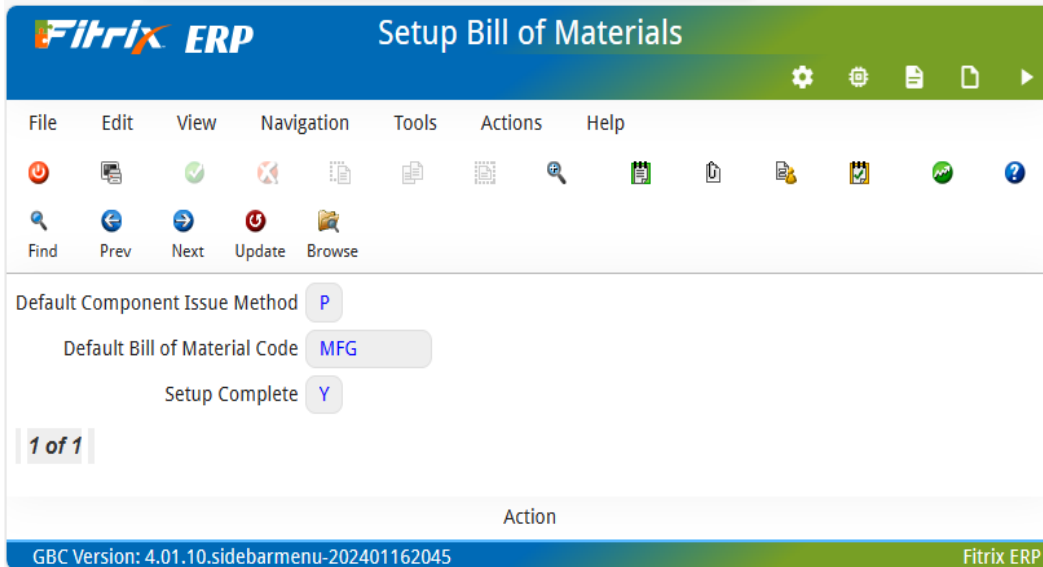 Fitrix ERP Setup Bill of Materials
File Edit View Navigation Tools Actions Help
Find Prev Next Update Browse
Default Component Issue Method P
Default Bill of Material Code MFG
Setup Complete Y
1 of 1
Action
GBC Version: 4.01.10.sidebarmenu-202401162045 Fitrix ERP